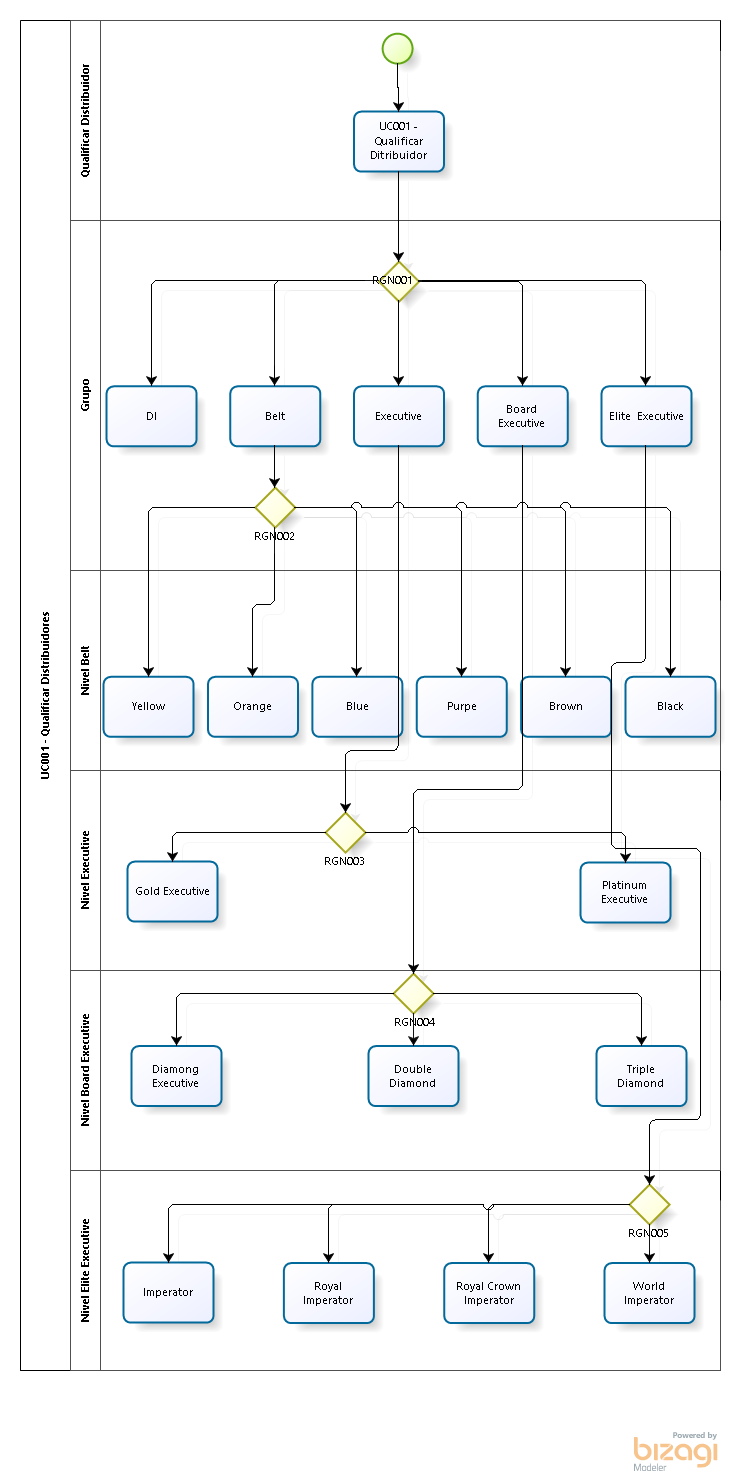 UC001 - Qualificar Distribuidores
Qualificar Distribuidor
UC001 -
Qualificar
Ditribuidor
Grupo
RGN001
DI
Belt
Executive
Board
Executive
Elite Executive
RGN002
Nivel Belt
Yellow
Orange
Blue
Purpe
Brown
Black
Nivel Executive
RGN003
Gold Executive
Platinum
Executive
Nivel Board Executive
RGN004
Diamong
Executive
Double
Diamond
Triple
Diamond
Nivel Elite Executive
RGN005
Imperator
Royal
Imperator
Royal Crown
Imperator
World
Imperator
Powered by
bizagi
Modeler